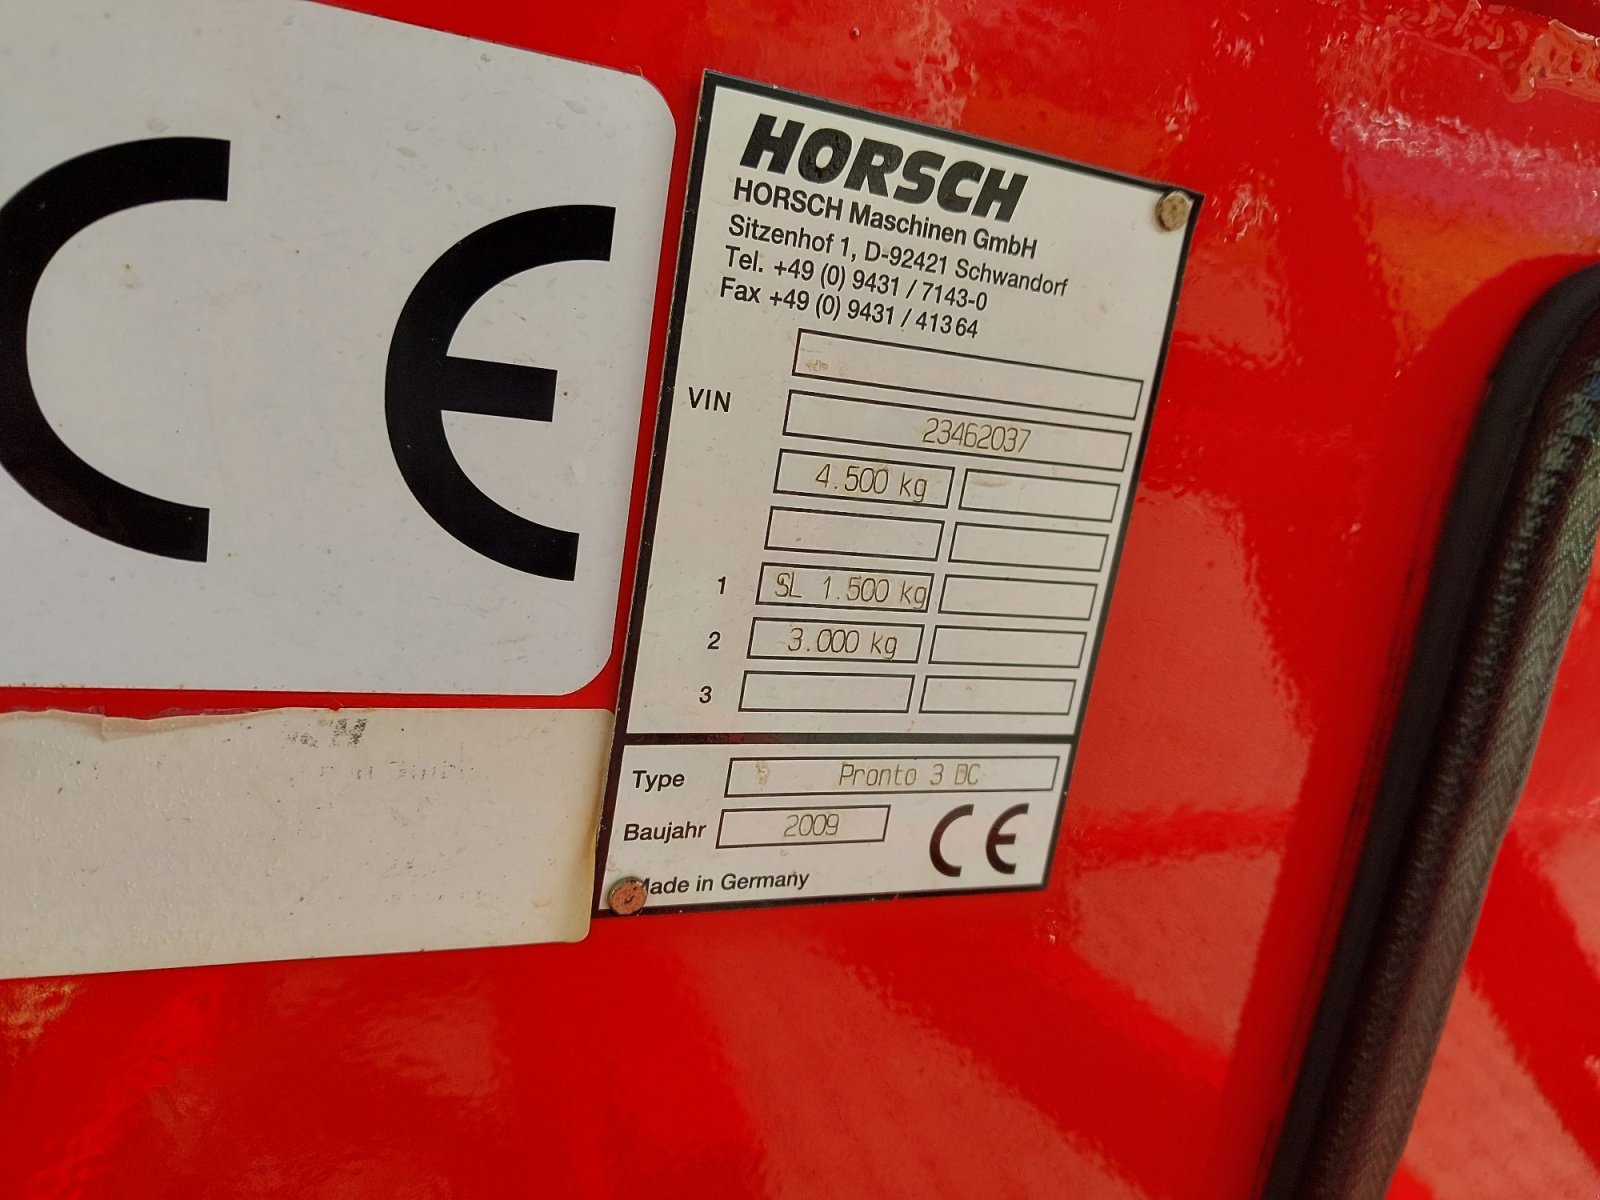 CE
HORSCH
HORSCH Maschinen GmbH
Sitzenhof 1, D-92421 Schwandorf
Tel. +49 (0) 9431 / 7143-0
Fax +49 (0) 9431 / 41364
VIN 23462037
4.500 kg
1 SL 1.500 kg
2 3.000 kg
3
Type Pronto 3 DC
Baujahr 2009 CE
Made in Germany